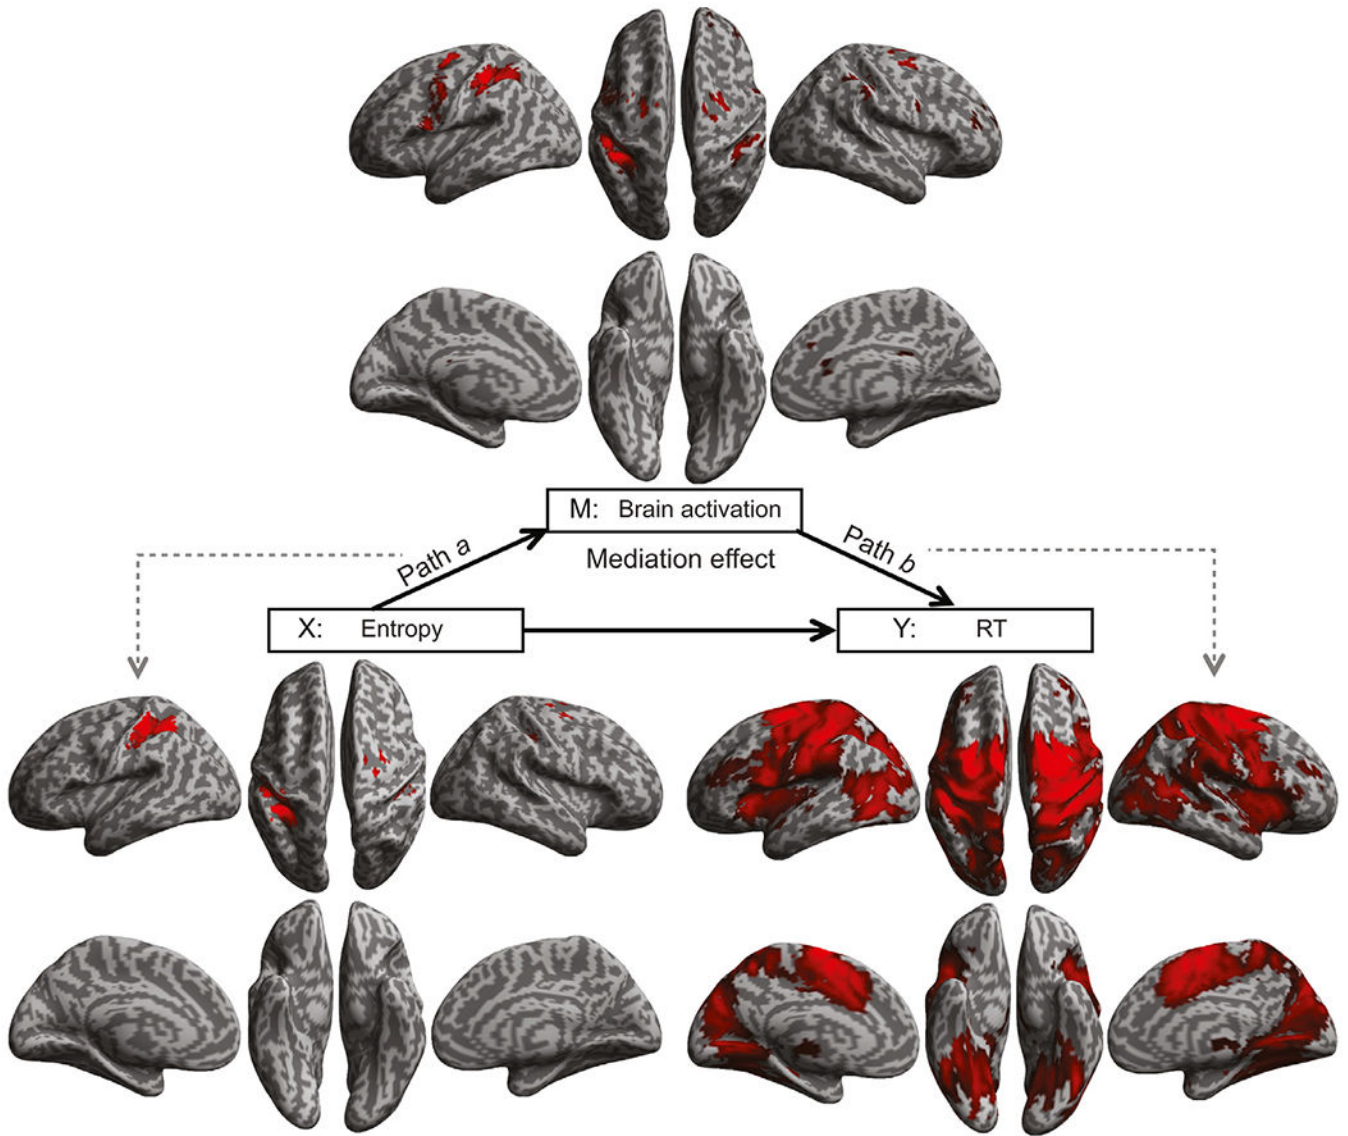 M: Brain activation
Path a
Mediation effect
Path b
X: Entropy
Y: RT